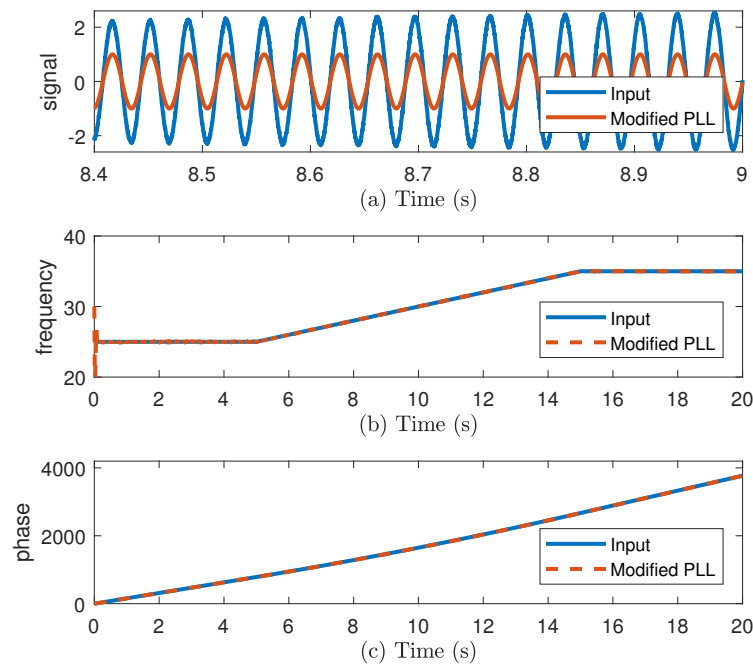 signal
2
0
-2
Input
Modified PLL
8.4 8.5 8.6 8.7 8.8 8.9 9
(a) Time (s)
frequency
40
30
20
Input
Modified PLL
0 2 4 6 8 10 12 14 16 18 20
(b) Time (s)
phase
4000
2000
0
Input
Modified PLL
0 2 4 6 8 10 12 14 16 18 20
(c) Time (s)